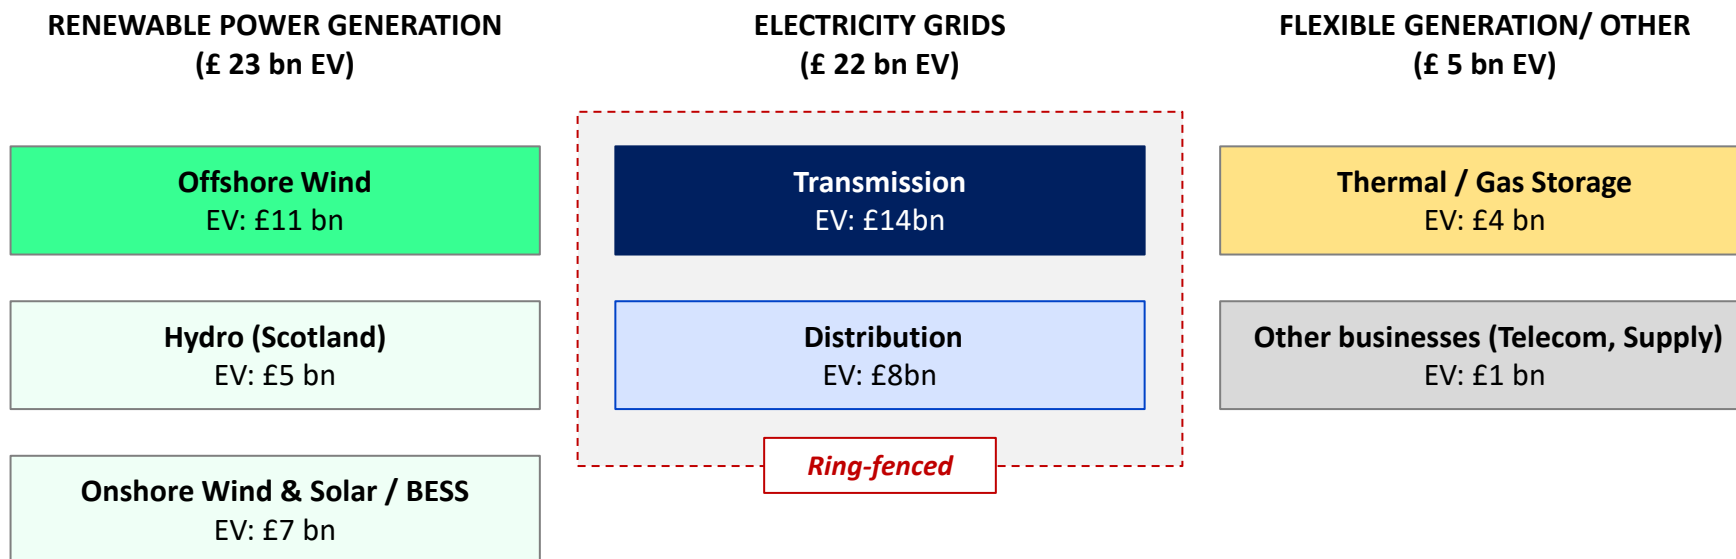 RENEWABLE POWER GENERATION
(£ 23 bn EV)
Offshore Wind
EV: £11 bn
Hydro (Scotland)
EV: £5 bn
Onshore Wind & Solar / BESS
EV: £7 bn
ELECTRICITY GRIDS
(£ 22 bn EV)
Transmission
EV: £14bn
Distribution
EV: £8bn
Ring-fenced
FLEXIBLE GENERATION/ OTHER
(£ 5 bn EV)
Thermal / Gas Storage
EV: £4 bn
Other businesses (Telecom, Supply)
EV: £1 bn